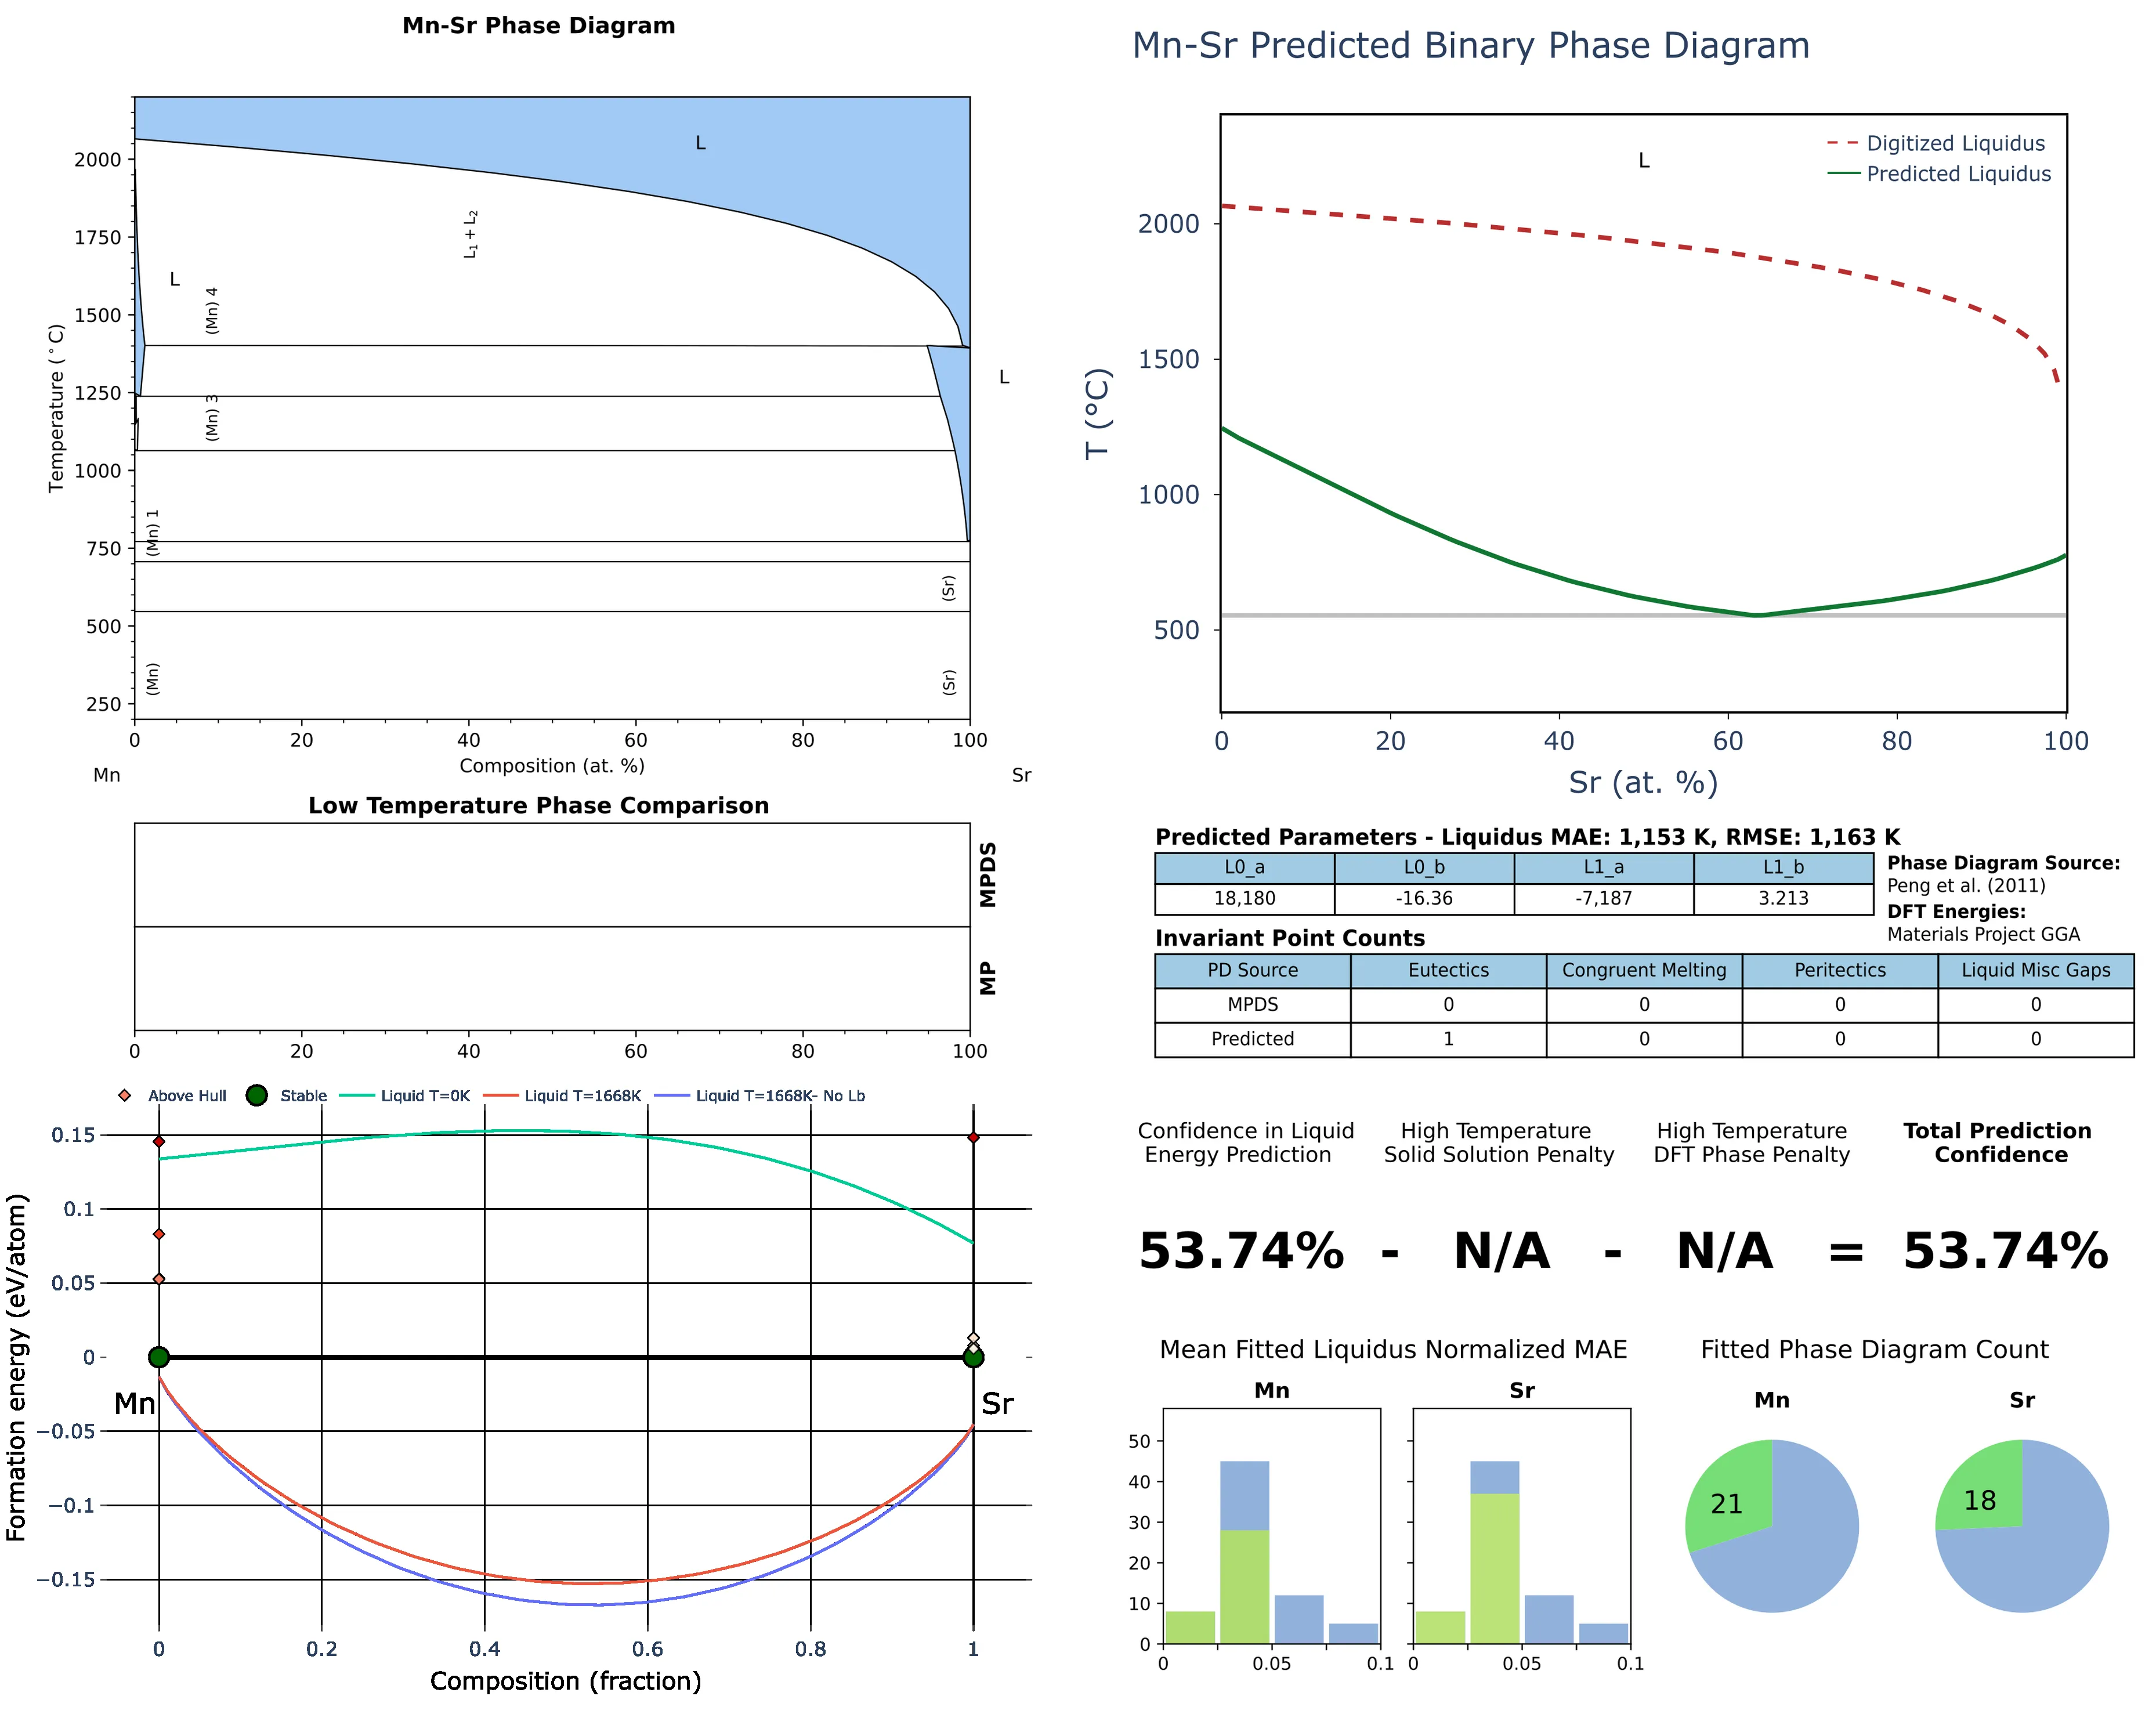 Mn-Sr Phase Diagram
2000
1750
1500
1250
1000
750
500
250
Temperature (°C)
L
L₁ + L₂
L
(Mn) 4
(Mn) 3
(Mn) 1
(Mn)
(Sr)
(Sr)
L
0 20 40 60 80 100
Composition (at. %)
Mn Sr
Low Temperature Phase Comparison
MPDS
MP
0 20 40 60 80 100
Above Hull Stable Liquid T=0K Liquid T=1668K Liquid T=1668K- No Lb
0.15
0.1
0.05
0
−0.05
−0.1
−0.15
Formation energy (eV/atom)
Mn Sr
0 0.2 0.4 0.6 0.8 1
Composition (fraction)
Mn-Sr Predicted Binary Phase Diagram
L
Digitized Liquidus
Predicted Liquidus
2000
1500
1000
500
T (°C)
0 20 40 60 80 100
Sr (at. %)
Predicted Parameters - Liquidus MAE: 1,153 K, RMSE: 1,163 K
L0_a L0_b L1_a L1_b
18,180 -16.36 -7,187 3.213
Phase Diagram Source:
Peng et al. (2011)
DFT Energies:
Materials Project GGA
Invariant Point Counts
PD Source Eutectics Congruent Melting Peritectics Liquid Misc Gaps
MPDS 0 0 0 0
Predicted 1 0 0 0
Confidence in Liquid Energy Prediction
High Temperature Solid Solution Penalty
High Temperature DFT Phase Penalty
Total Prediction Confidence
53.74% - N/A - N/A = 53.74%
Mean Fitted Liquidus Normalized MAE
Mn Sr
50
40
30
20
10
0
0 0.05 0.1 0 0.05 0.1
Fitted Phase Diagram Count
Mn Sr
21 18